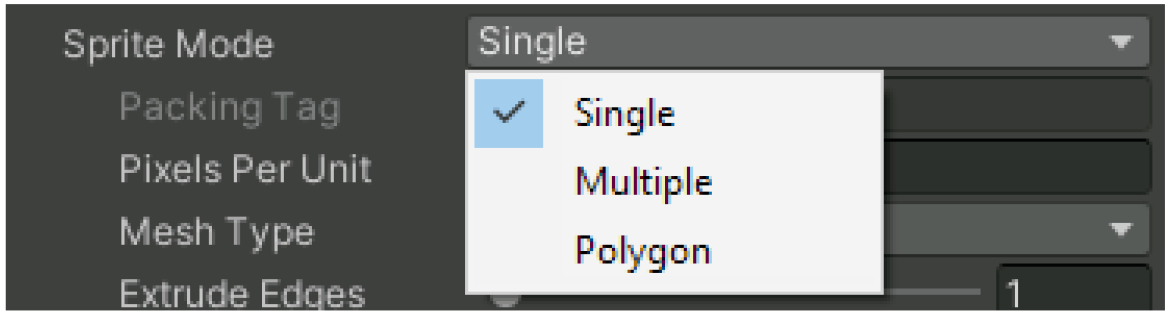 Sprite Mode Single
Packing Tag Single
Pixels Per Unit Multiple
Mesh Type Polygon
Extrude Edges 1